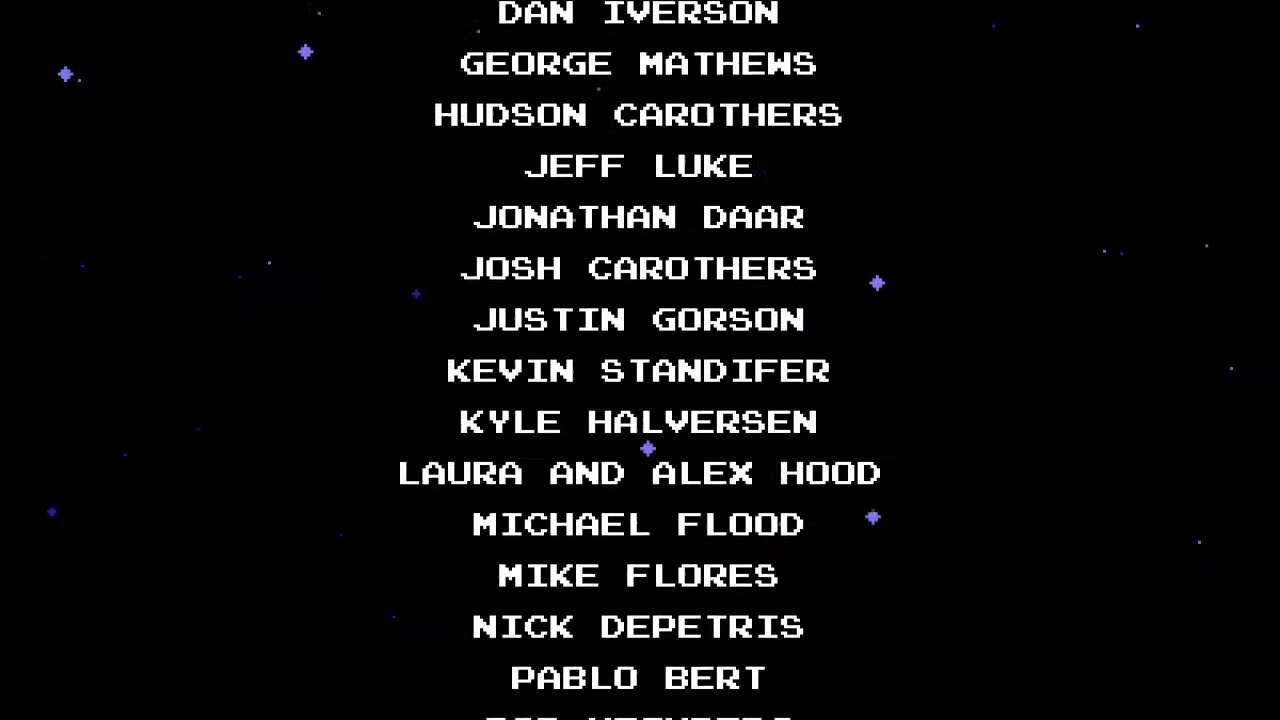 DAN IVERSON
GEORGE MATHEWS
HUDSON CAROTHERS
JEFF LUKE
JONATHAN DAAR
JOSH CAROTHERS
JUSTIN GORSON
KEVIN STANDIFER
KYLE HALVERSEN
LAURA AND ALEX HOOD
MICHAEL FLOOD
MIKE FLORES
NICK DEPETRIS
PABLO BERT